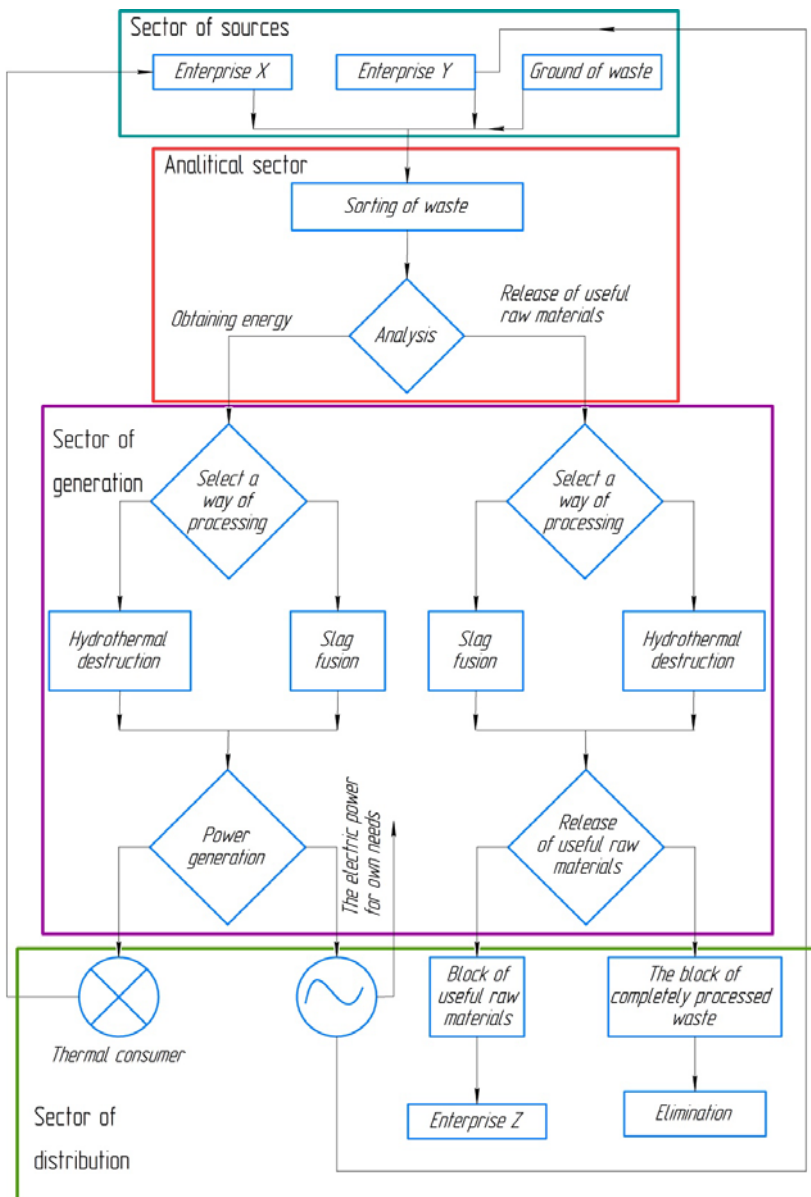 Sector of sources
Enterprise X
Enterprise Y
Ground of waste
Analitical sector
Sorting of waste
Obtaining energy
Analysis
Release of useful
raw materials
Sector of
generation
Select a
way of
processing
Select a
way of
processing
Hydrothermal
destruction
Slag
fusion
Slag
fusion
Hydrothermal
destruction
Power
generation
The electric power
for own needs
Release
of useful raw
materials
Thermal consumer
Block of
useful raw
materials
The block of
completely processed
waste
Enterprise Z
Elimination
Sector of
distribution